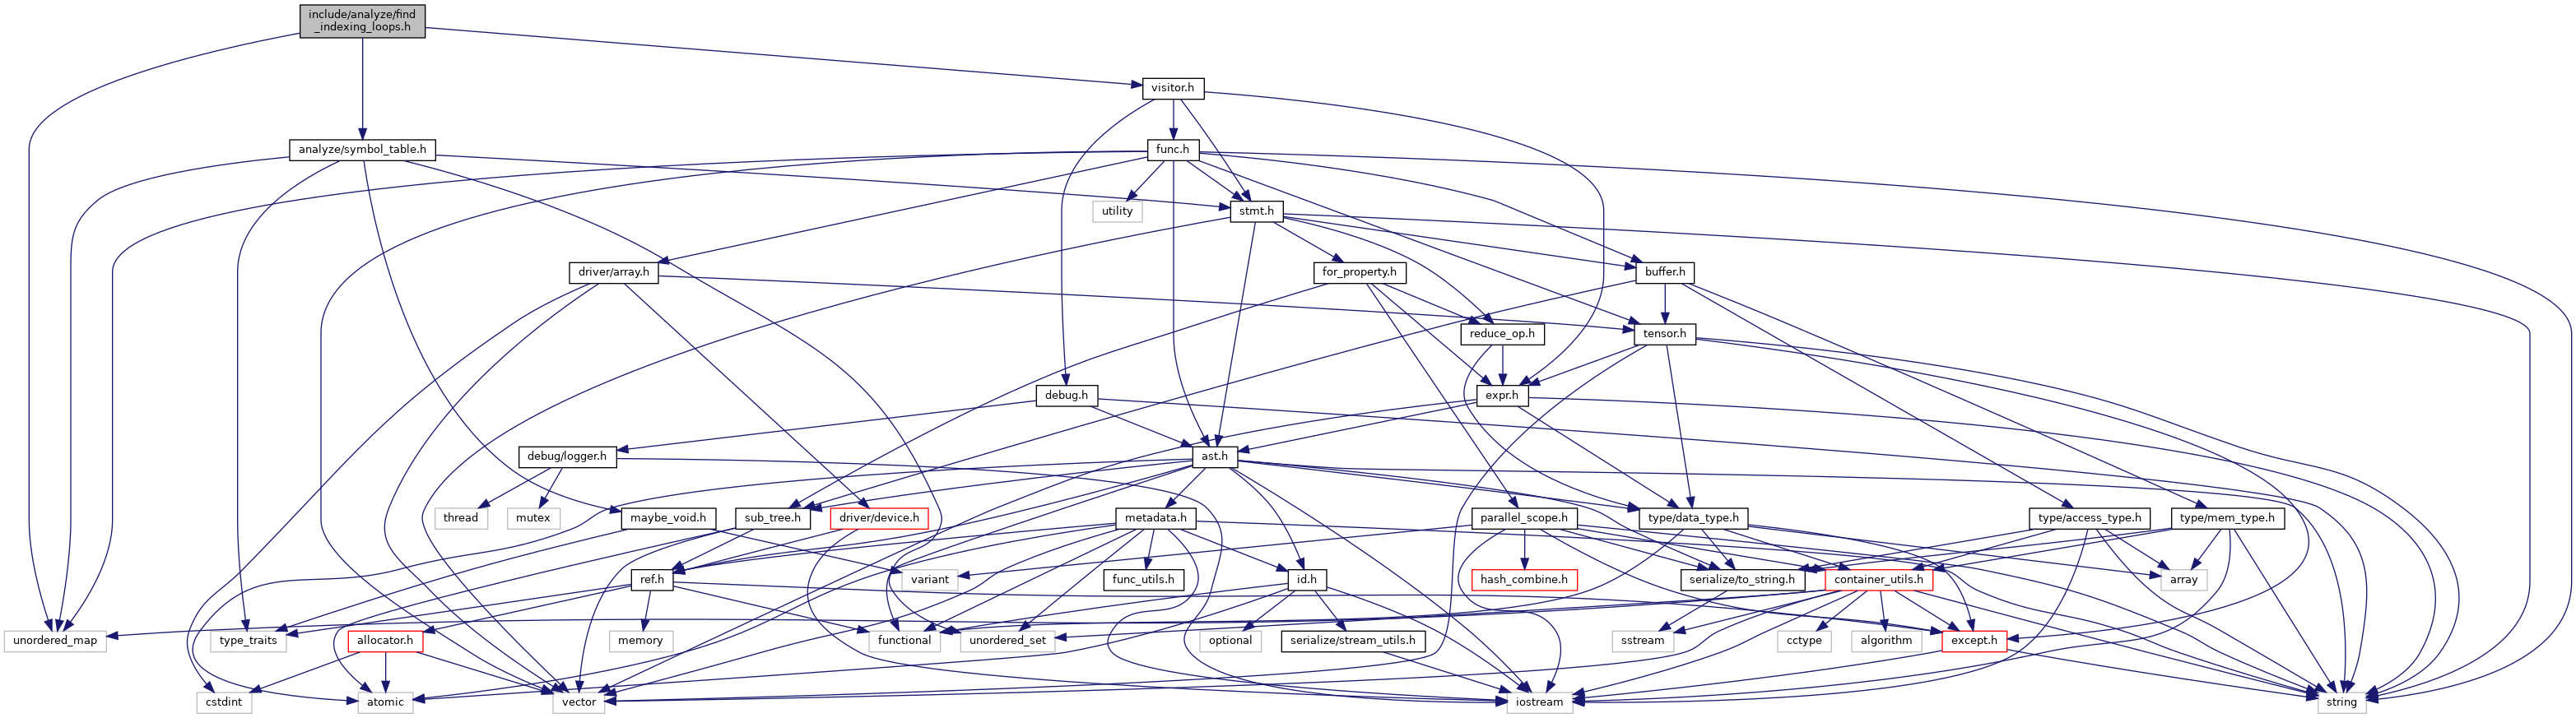 include/analyze/find
_indexing_loops.h
visitor.h
analyze/symbol_table.h
func.h
utility
stmt.h
driver/array.h
for_property.h
buffer.h
reduce_op.h
tensor.h
debug.h
expr.h
debug/logger.h
ast.h
thread
mutex
maybe_void.h
sub_tree.h
driver/device.h
metadata.h
parallel_scope.h
type/data_type.h
type/access_type.h
type/mem_type.h
ref.h
variant
func_utils.h
id.h
hash_combine.h
serialize/to_string.h
container_utils.h
array
unordered_map
type_traits
allocator.h
memory
functional
unordered_set
optional
serialize/stream_utils.h
sstream
cctype
algorithm
except.h
cstdint
atomic
vector
iostream
string